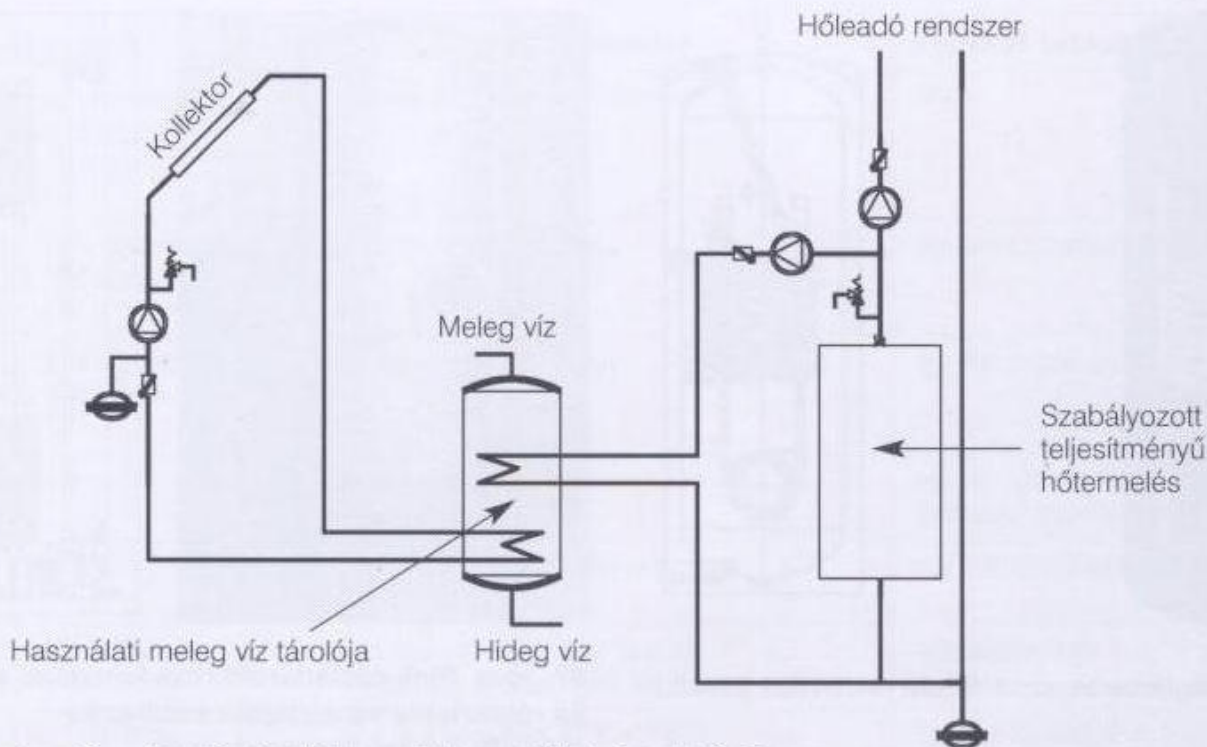 Hőleadó rendszer
Kollektor
Meleg víz
Szabályozott
teljesítményű
hőtermelés
Használati meleg víz tárolója
Hideg víz